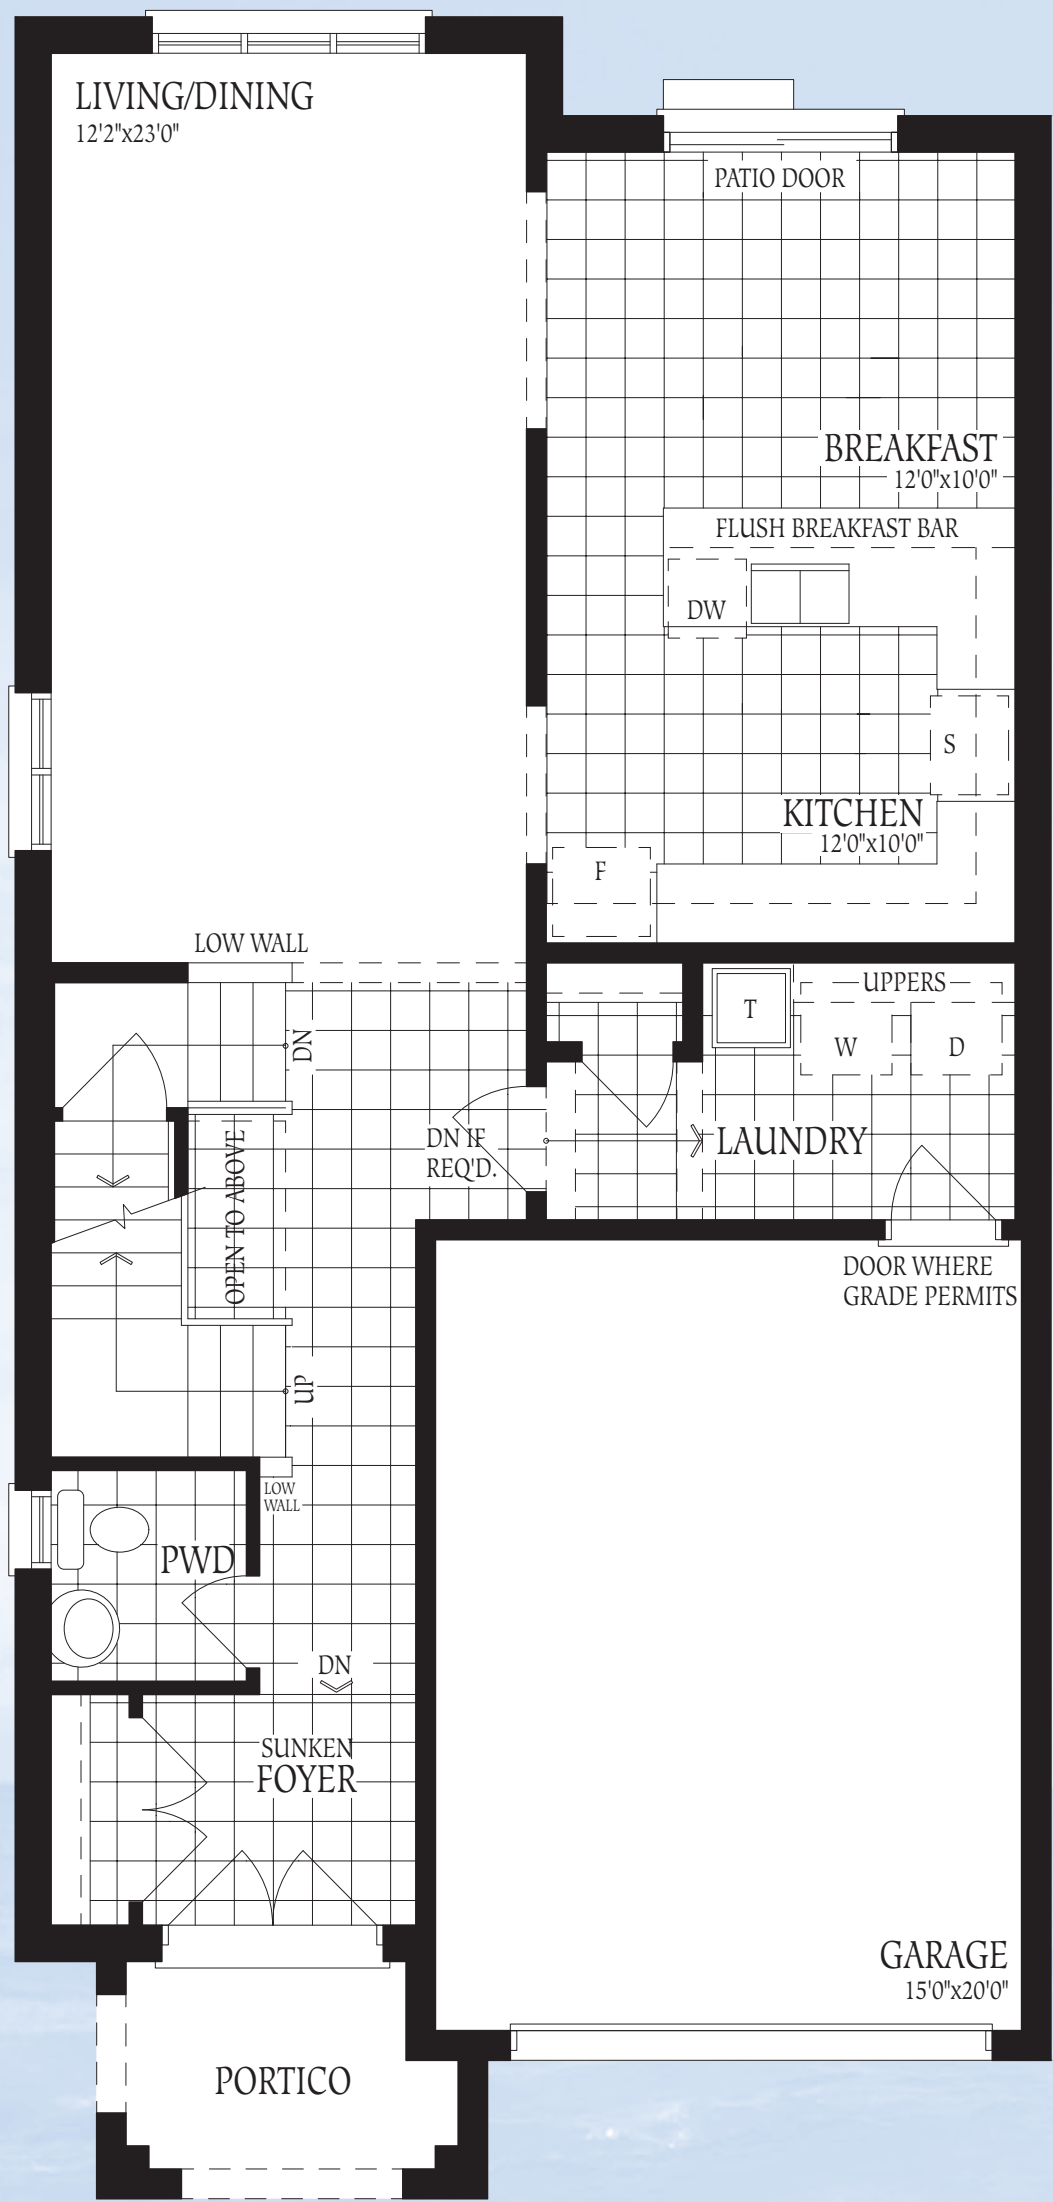 LIVING/DINING
12'2"x23'0"
PATIO DOOR
BREAKFAST
12'0"x10'0"
FLUSH BREAKFAST BAR
DW
S
KITCHEN
12'0"x10'0"
F
LOW WALL
UPPERS
T
W
D
DN
DN IF
REQ'D.
LAUNDRY
OPEN TO ABOVE
DOOR WHERE
GRADE PERMITS
UP
LOW
WALL
PWD
DN
SUNKEN
FOYER
GARAGE
15'0"x20'0"
PORTICO